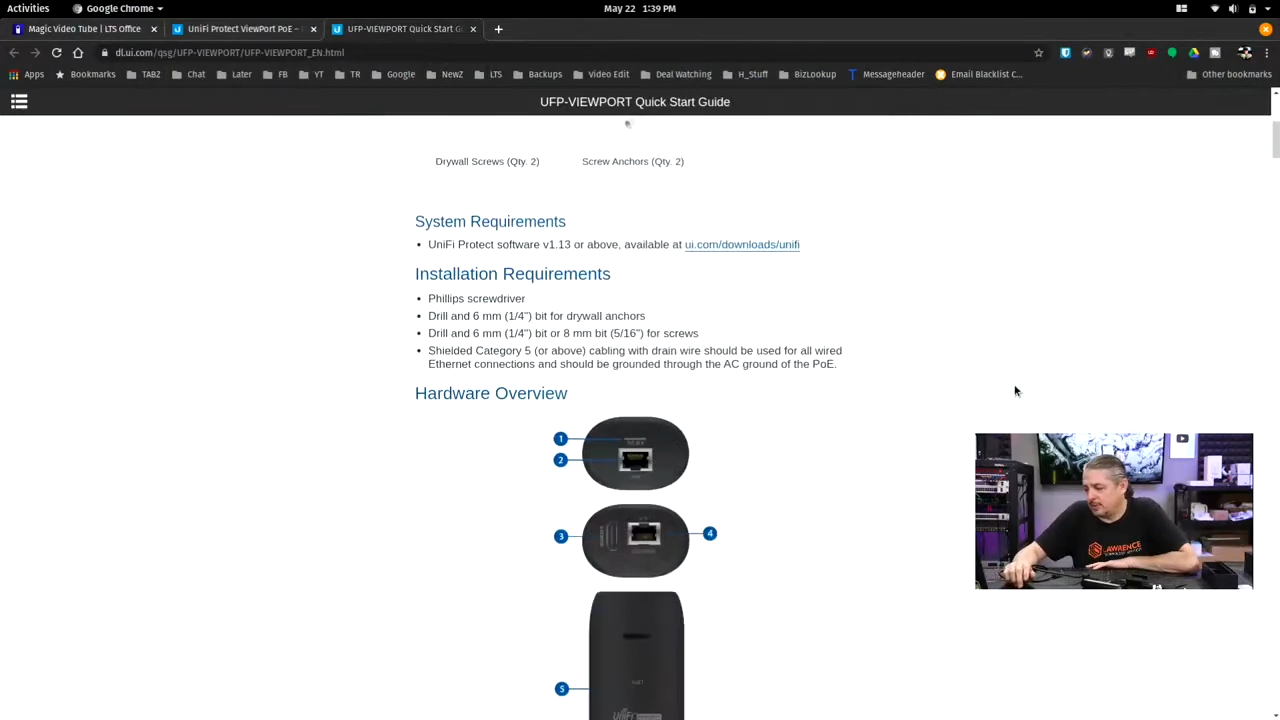 Activities
Google Chrome
May 22 1:39 PM
Magic Video Tube | LTS Office
UniFi Protect ViewPort PoE –
UFP-VIEWPORT Quick Start G
dl.ui.com/qsg/UFP-VIEWPORT/UFP-VIEWPORT_EN.html
Apps
Bookmarks
TABZ
Chat
Later
FB
YT
TR
Google
NewZ
LTS
Backups
Video Edit
Deal Watching
H_Stuff
BizLookup
Messageheader
Email Blacklist C...
Other bookmarks
UFP-VIEWPORT Quick Start Guide
Drywall Screws (Qty. 2)
Screw Anchors (Qty. 2)
System Requirements
• UniFi Protect software v1.13 or above, available at ui.com/downloads/unifi
Installation Requirements
• Phillips screwdriver
• Drill and 6 mm (1/4") bit for drywall anchors
• Drill and 6 mm (1/4") bit or 8 mm bit (5/16") for screws
• Shielded Category 5 (or above) cabling with drain wire should be used for all wired
Ethernet connections and should be grounded through the AC ground of the PoE.
Hardware Overview
1
2
3
4
5
LAWRENCE